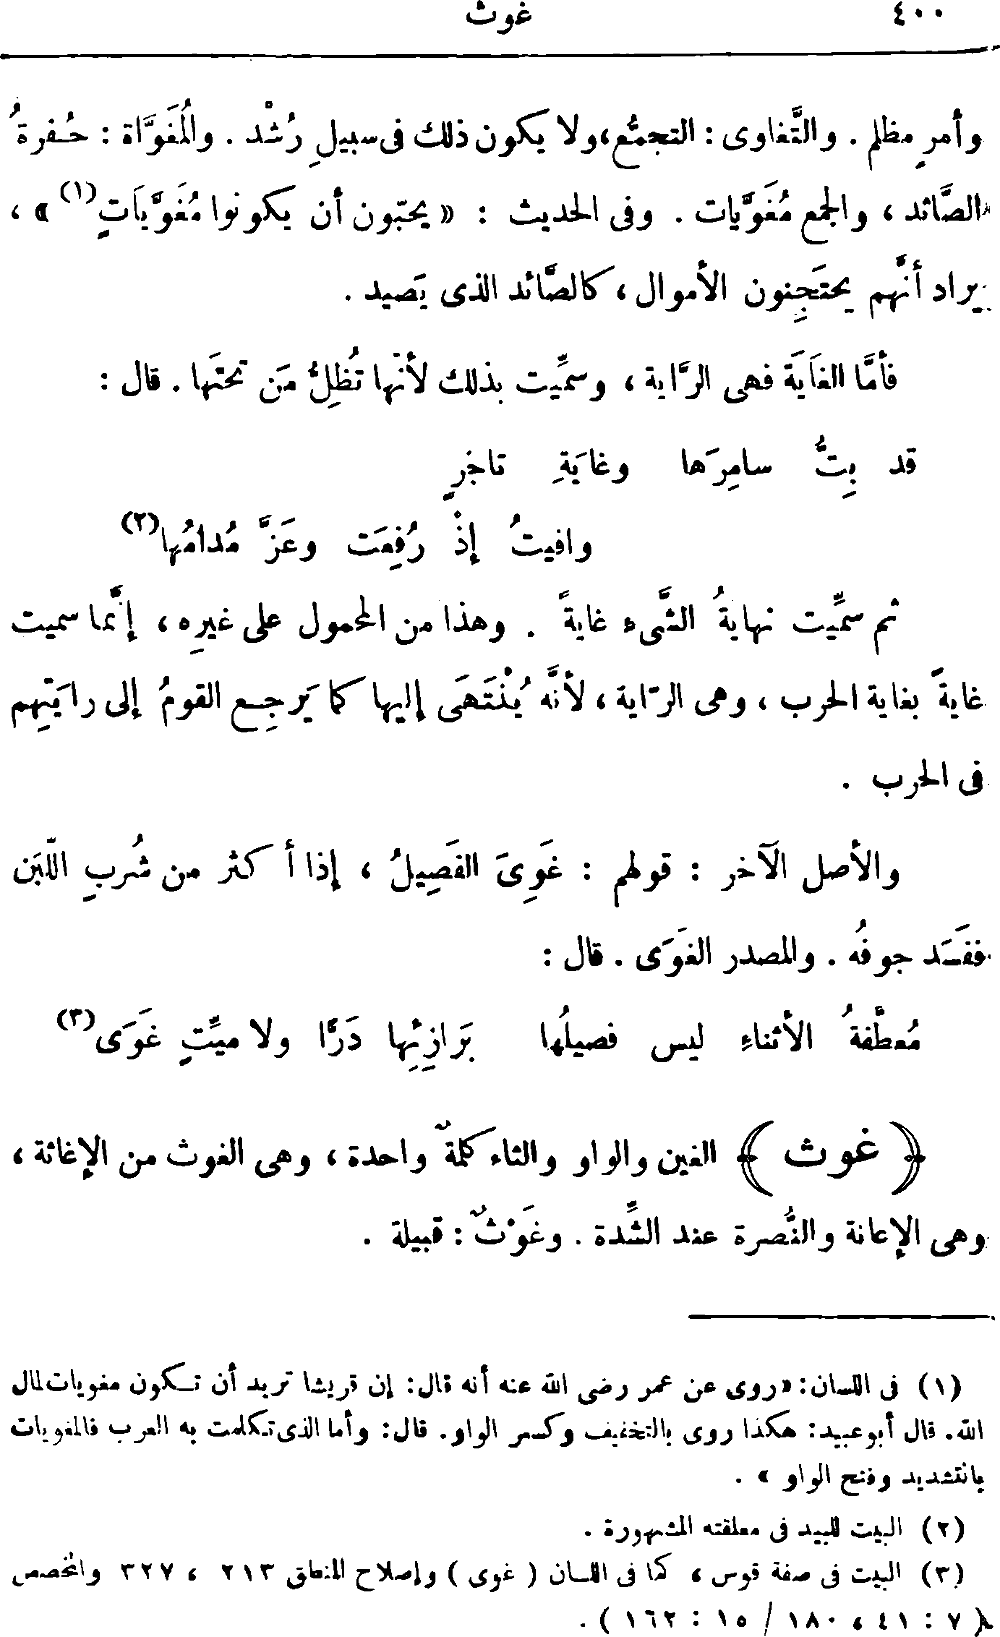 ٤٠٠ غوث
وأمرٍ مظلم . والتَّغاوى : التجمُّع، ولا يكون ذلك فى سبيلِ رُشْد . والمُغَوَّاة : حُفرةُ
الصَّائد ، والجمع مُغَوَّيات . وفى الحديث : « يحبّون أن يكونوا مُغَوَّياتٍ(١) » ،
يراد أنَّهم يحتَجِنون الأموال ، كالصَّائد الذى يَصيد .
فأمَّا الغَايَة فهى الرَّاية ، وسمِّيت بذلك لأنّها تُظِلُّ مَن تحتَها . قال :
قد بِتُّ سامِرَها وغايَةِ تاجرٍ
وافيتُ إذْ رُفِعَت وعَزَّ مُدامُها(٢)
ثم سمِّيت نهايةُ الشَّىء غايةً . وهذا من المحمول على غيرِه ، إنَّما سميت
غايةً بغاية الحرب ، وهى الرّاية ، لأنَّه يُنْتَهَى إليها كما يَرجِع القومُ إلى رايَتِهم
فى الحرب .
والأصل الآخر : قولهم : غَوِىَ الفَصِيلُ ، إذا أكثر من شُربِ اللّبَن
ففَسَد جوفُه . والمصدر الغَوَى . قال :
مُعطَّفةُ الأثناءِ ليس فصيلُها بَرازِئِها دَرًّا ولا ميِّتٍ غَوَى(٣)
﴿ غوث ﴾ الغين والواو والثاء كلمةٌ واحدة ، وهى الغوث من الإغاثة ،
وهى الإعانة والنُّصرة عند الشِّدة . وغَوْثٌ : قبيلة .
(١) فى اللسان: «روى عن عمر رضى الله عنه أنه قال: إن قريشا تريد أن تكون مغويات لمال
الله. قال أبو عبيد: هكذا روى بالتخفيف وكسر الواو. قال: وأما الذى تكلمت به العرب فالمغويات
بالتشديد وفتح الواو » .
(٢) البيت للبيد فى معلقته المشهورة .
(٣) البيت فى صفة قوس ، كما فى اللسان ( غوى ) وإصلاح المنطق ٢١٣ ، ٣٢٧ والمخصص
( ٧ : ٤١ ، ١٨٠ / ١٥ : ١٦٢ ) .